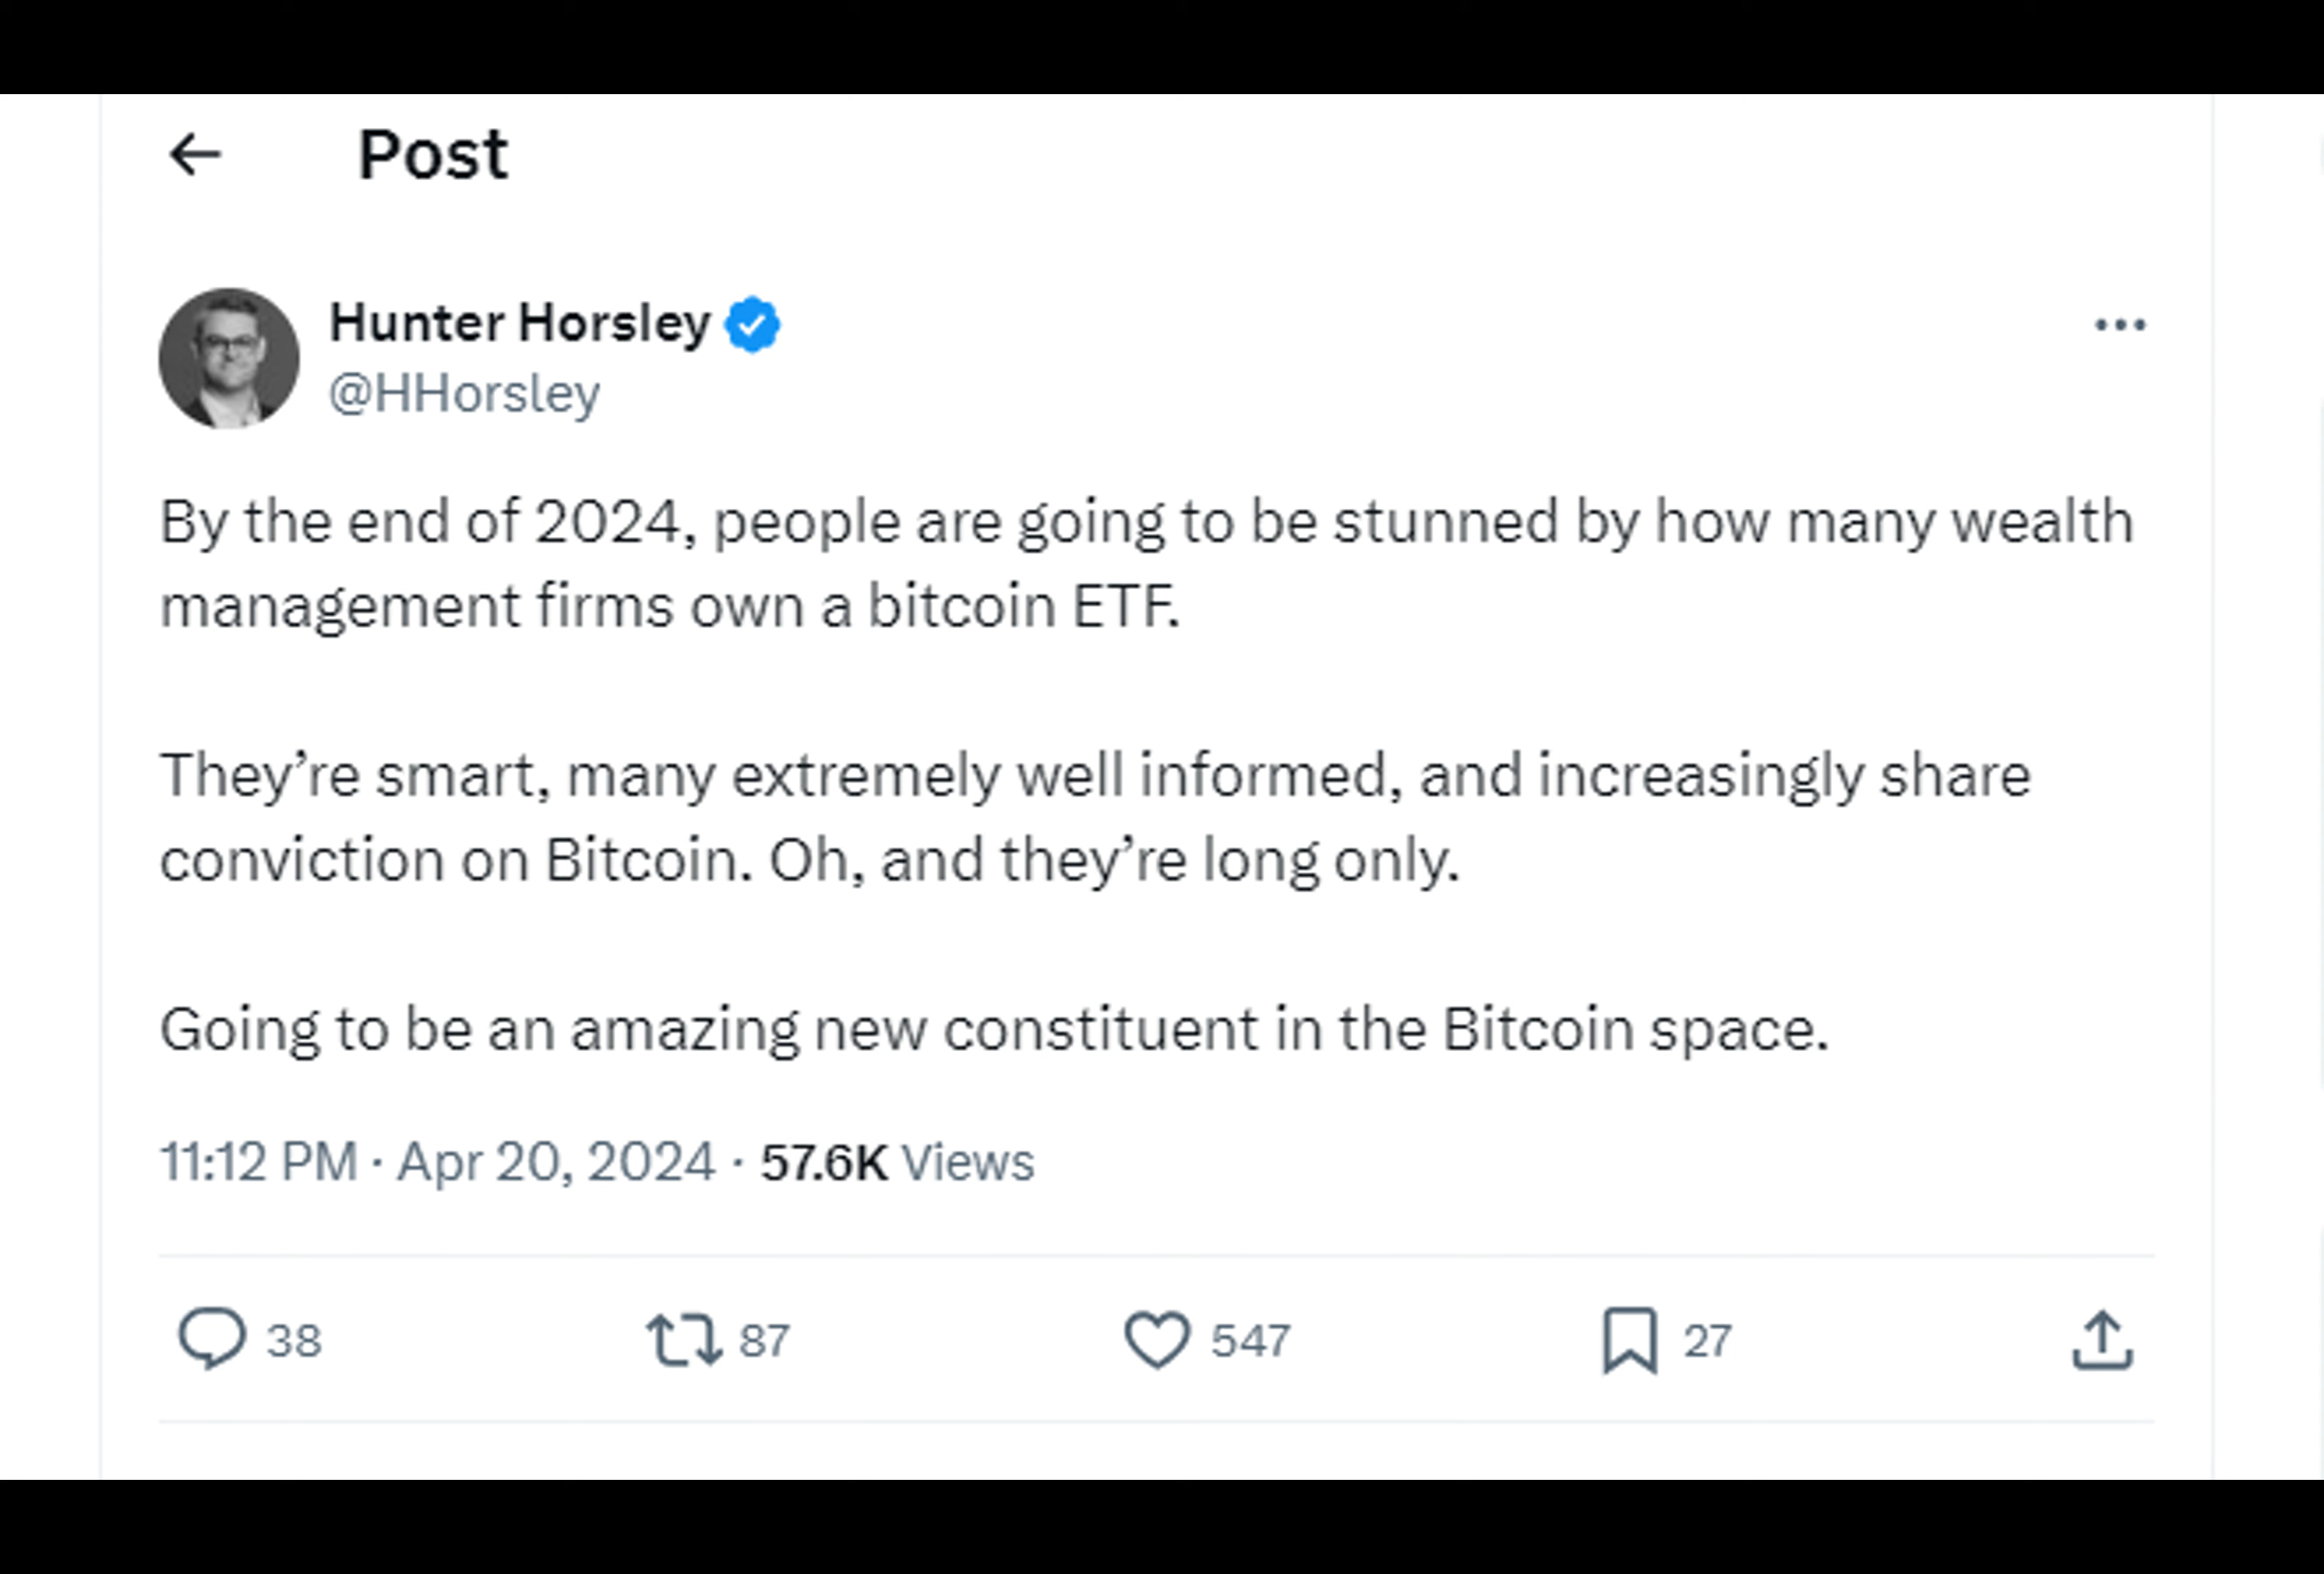 Post
Hunter Horsley
@HHorsley
By the end of 2024, people are going to be stunned by how many wealth
management firms own a bitcoin ETF.
They’re smart, many extremely well informed, and increasingly share
conviction on Bitcoin. Oh, and they’re long only.
Going to be an amazing new constituent in the Bitcoin space.
11:12 PM · Apr 20, 2024 · 57.6K Views
38 87 547 27